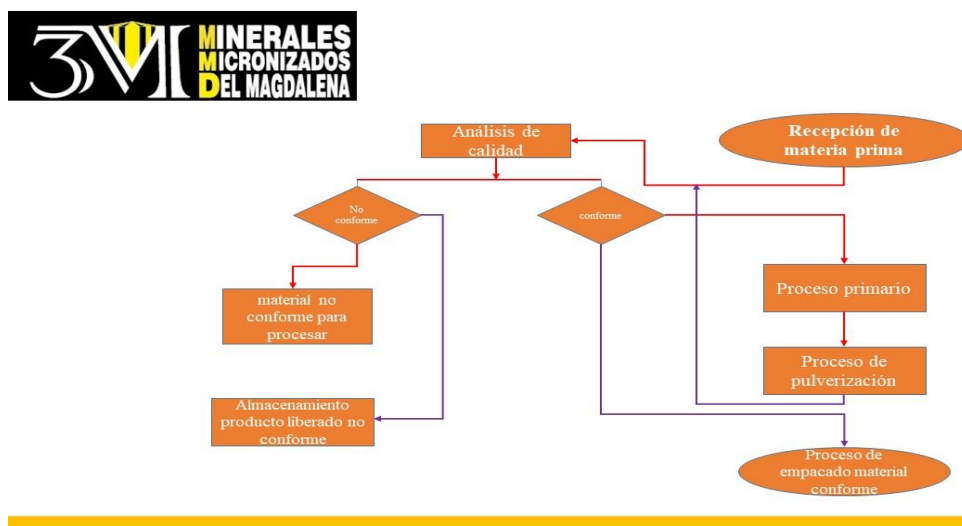 3M
MINERALES
MICRONIZADOS
DEL MAGDALENA
Análisis de
calidad
Recepción de
materia prima
No
conforme
conforme
Proceso primario
material no
conforme para
procesar
Proceso de
pulverización
Almacenamiento
producto liberado no
conforme
Proceso de
empacado material
conforme